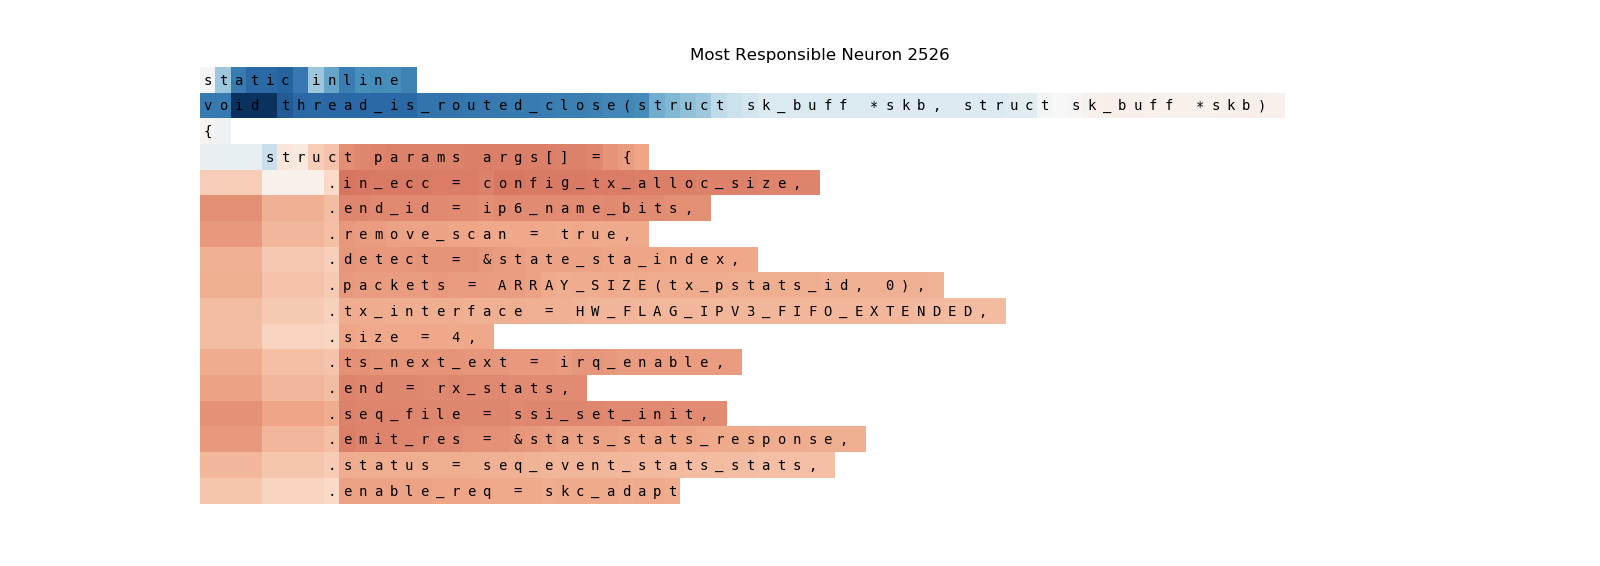 Most Responsible Neuron 2526
static inline
void thread_is_routed_close(struct sk_buff *skb, struct sk_buff *skb)
{
struct params args[] = {
.in_ecc = config_tx_alloc_size,
.end_id = ip6_name_bits,
.remove_scan = true,
.detect = &state_sta_index,
.packets = ARRAY_SIZE(tx_pstats_id, 0),
.tx_interface = HW_FLAG_IPV3_FIFO_EXTENDED,
.size = 4,
.ts_next_ext = irq_enable,
.end = rx_stats,
.seq_file = ssi_set_init,
.emit_res = &stats_stats_response,
.status = seq_event_stats_stats,
.enable_req = skc_adapt